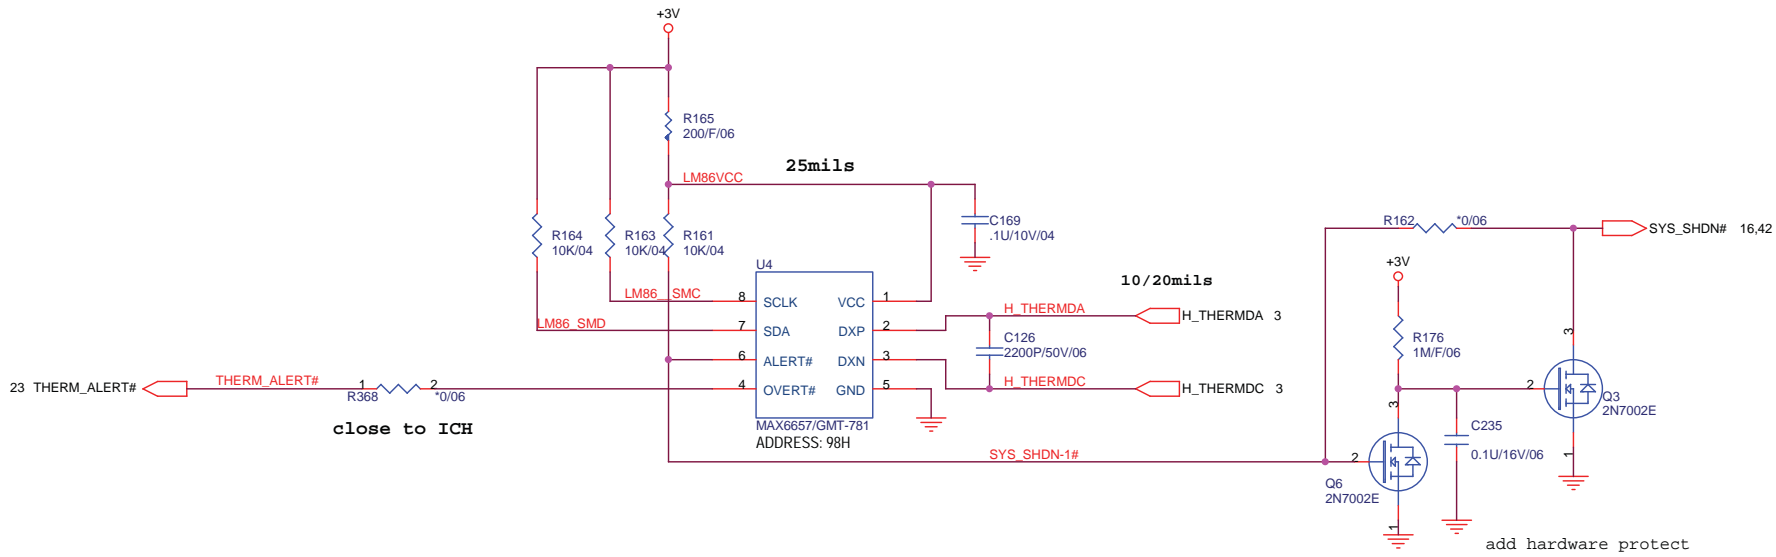 +3V
R165
200/F/06
25mils
LM86VCC
C169
.1U/10V/04
R164
10K/04
R163
10K/04
R161
10K/04
R162
*0/06
SYS_SHDN# 16,42
U4
+3V
10/20mils
LM86__SMC
8
SCLK
VCC
1
H_THERMDA
H_THERMDA 3
LM86_SMD
7
SDA
DXP
2
C126
2200P/50V/06
R176
1M/F/06
3
6
ALERT#
DXN
3
H_THERMDC
H_THERMDC 3
23 THERM_ALERT#
THERM_ALERT#
1
2
R368
*0/06
4
OVERT#
GND
5
2
Q3
2N7002E
3
close to ICH
MAX6657/GMT-781
ADDRESS: 98H
C235
0.1U/16V/06
SYS_SHDN-1#
2
1
Q6
2N7002E
1
add hardware protect